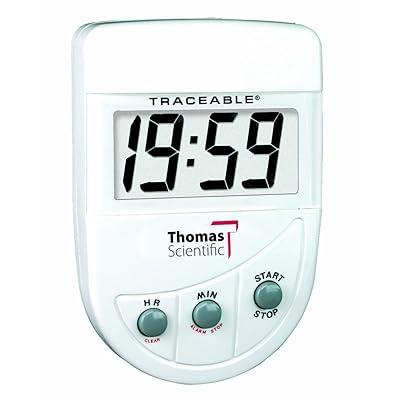 TRACEABLE®
19:59
Thomas
Scientific
HR
MIN
START
STOP
CLEAR
ALARM STOP